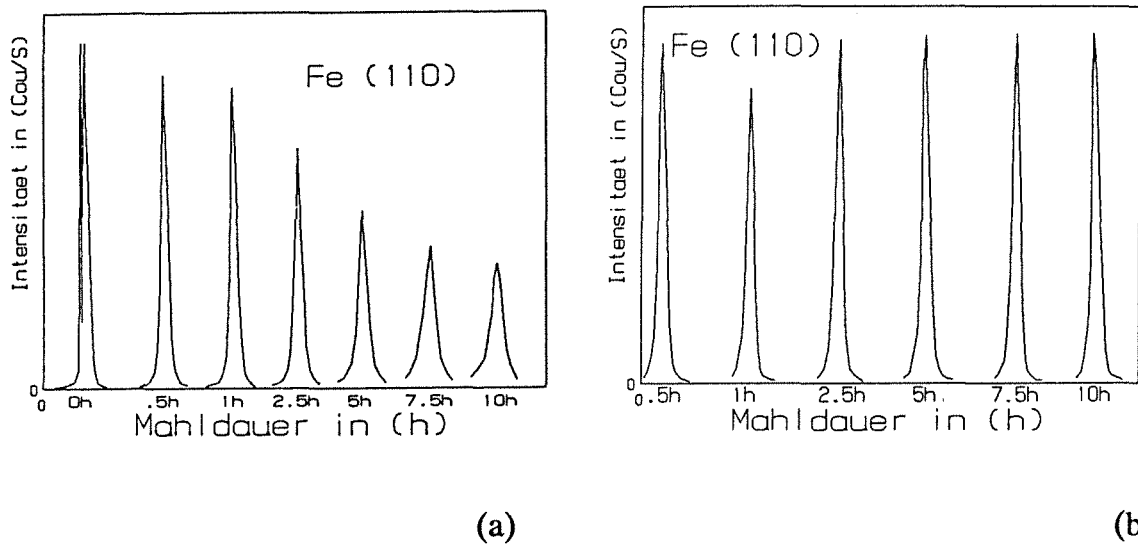 Intensitaet in (Cou/S)
Fe (110)
0
0 0h .5h 1h 2.5h 5h 7.5h 10h
Mahldauer in (h)
(a)
Intensitaet in (Cou/S)
Fe (110)
0
0.5h 1h 2.5h 5h. 7.5h 10h
Mahldauer in (h)
(b